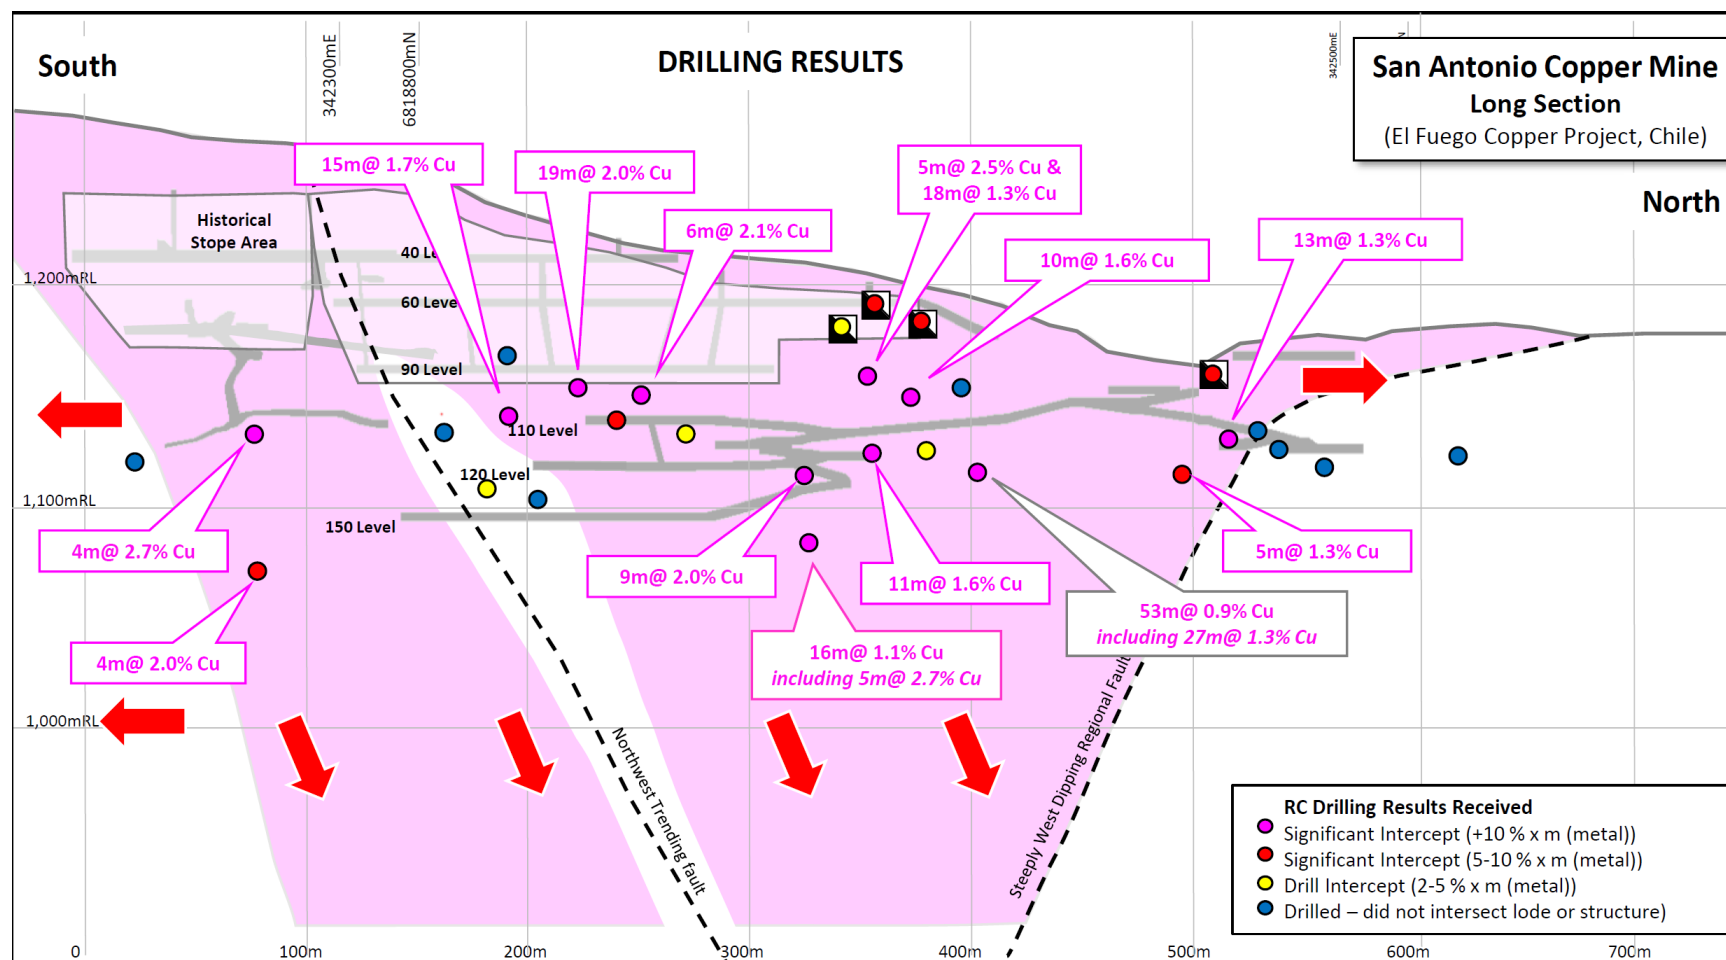 South
342300mE
6818800mN
DRILLING RESULTS
342500mE
San Antonio Copper Mine
Long Section
(El Fuego Copper Project, Chile)
North
15m@ 1.7% Cu
19m@ 2.0% Cu
5m@ 2.5% Cu &
18m@ 1.3% Cu
6m@ 2.1% Cu
10m@ 1.6% Cu
13m@ 1.3% Cu
Historical
Stope Area
40 Le
1,200mRL
60 Leve
90 Level
110 Level
120 Level
1,100mRL
150 Level
4m@ 2.7% Cu
9m@ 2.0% Cu
11m@ 1.6% Cu
5m@ 1.3% Cu
53m@ 0.9% Cu
including 27m@ 1.3% Cu
4m@ 2.0% Cu
16m@ 1.1% Cu
including 5m@ 2.7% Cu
1,000mRL
Northwest Trending fault
Steeply West Dipping Regional Fault
RC Drilling Results Received
Significant Intercept (+10 % x m (metal))
Significant Intercept (5-10 % x m (metal))
Drill Intercept (2-5 % x m (metal))
Drilled – did not intersect lode or structure)
0
100m
200m
300m
400m
500m
600m
700m